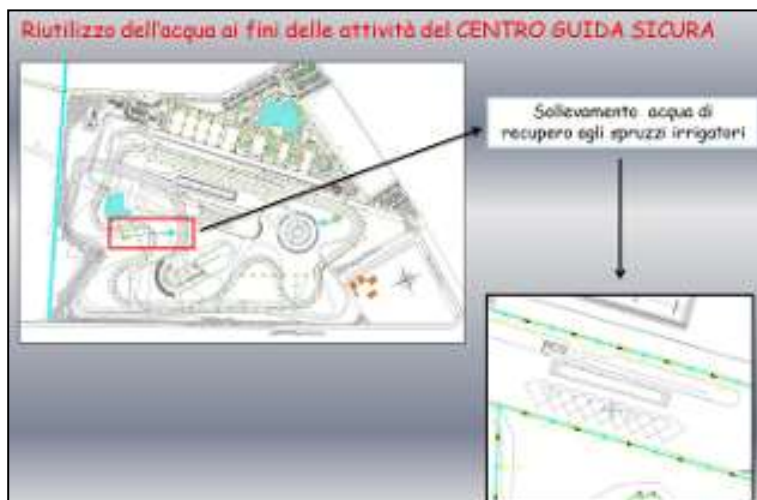 Riutilizzo dell'acqua ai fini delle attività del CENTRO GUIDA SICURA
Sollevamento acqua di
recupero agli spruzzi irrigatori